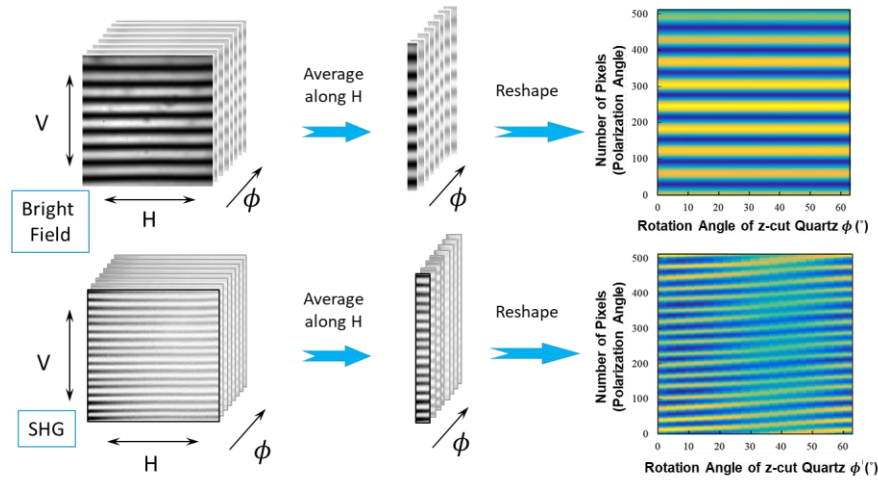 V
H
ϕ
Bright
Field
Average
along H
ϕ
Reshape
Number of Pixels
(Polarization Angle)
500
400
300
200
100
0
0 10 20 30 40 50 60
Rotation Angle of z-cut Quartz ϕ (°)
V
H
ϕ
SHG
Average
along H
ϕ
Reshape
Number of Pixels
(Polarization Angle)
500
400
300
200
100
0
0 10 20 30 40 50 60
Rotation Angle of z-cut Quartz ϕ (°)